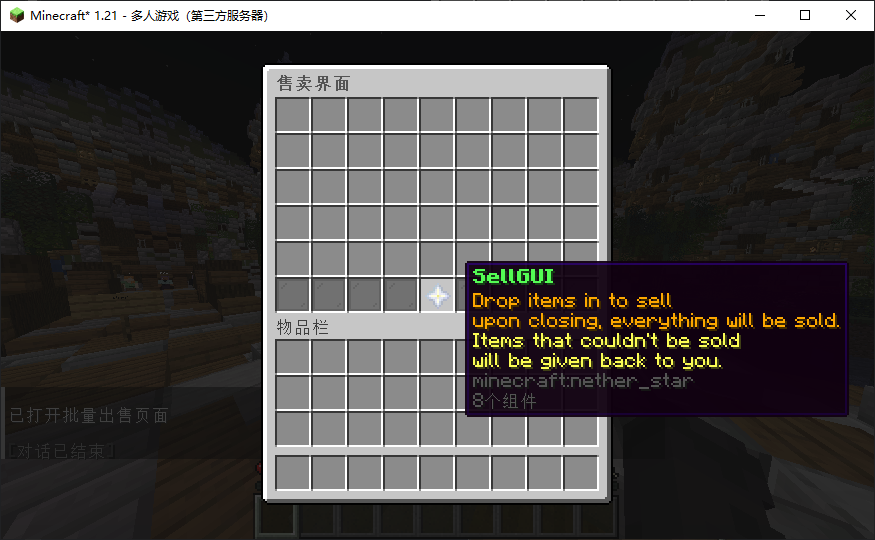 Minecraft* 1.21 - 多人游戏（第三方服务器）
售卖界面
SellGUI
Drop items in to sell
upon closing, everything will be sold.
Items that couldn't be sold
will be given back to you.
minecraft:nether_star
8个组件
物品栏
已打开批量出售页面
[对话已结束]